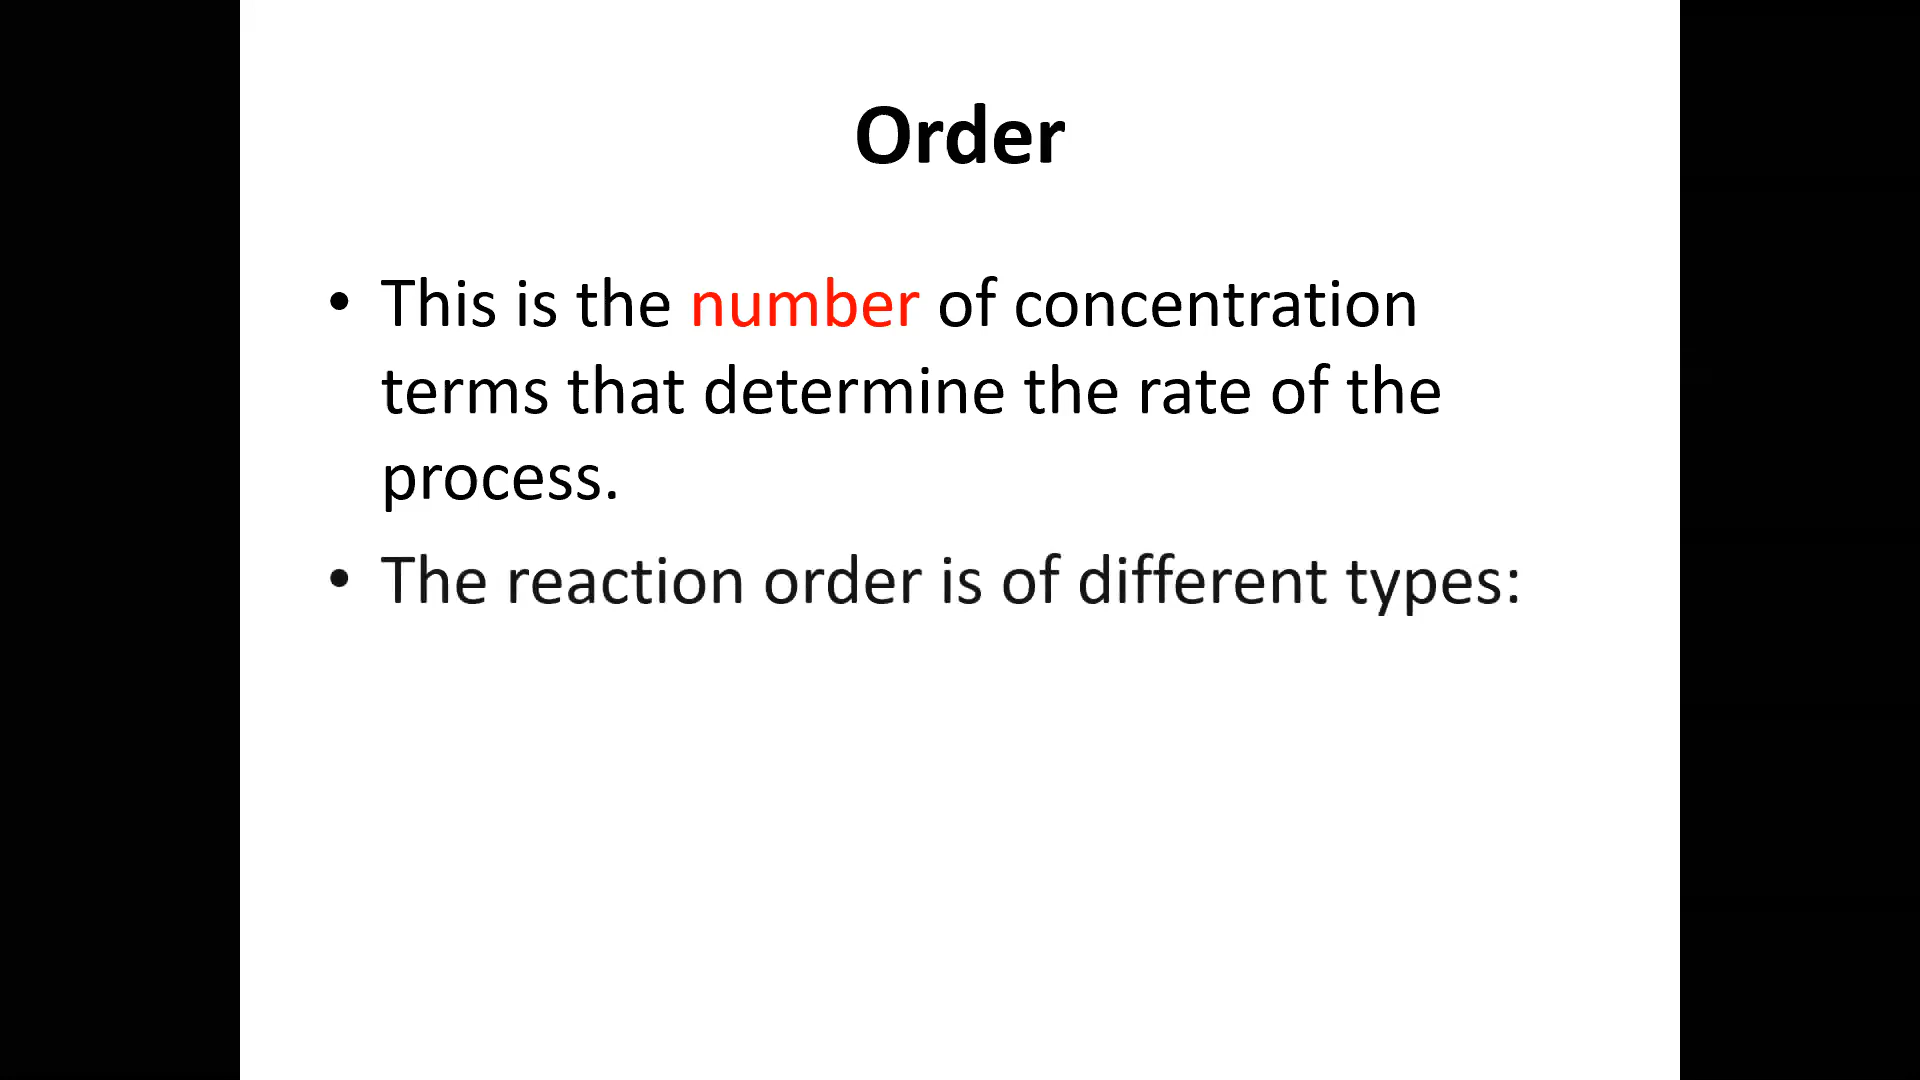 Order
• This is the number of concentration
terms that determine the rate of the
process.
• The reaction order is of different types: